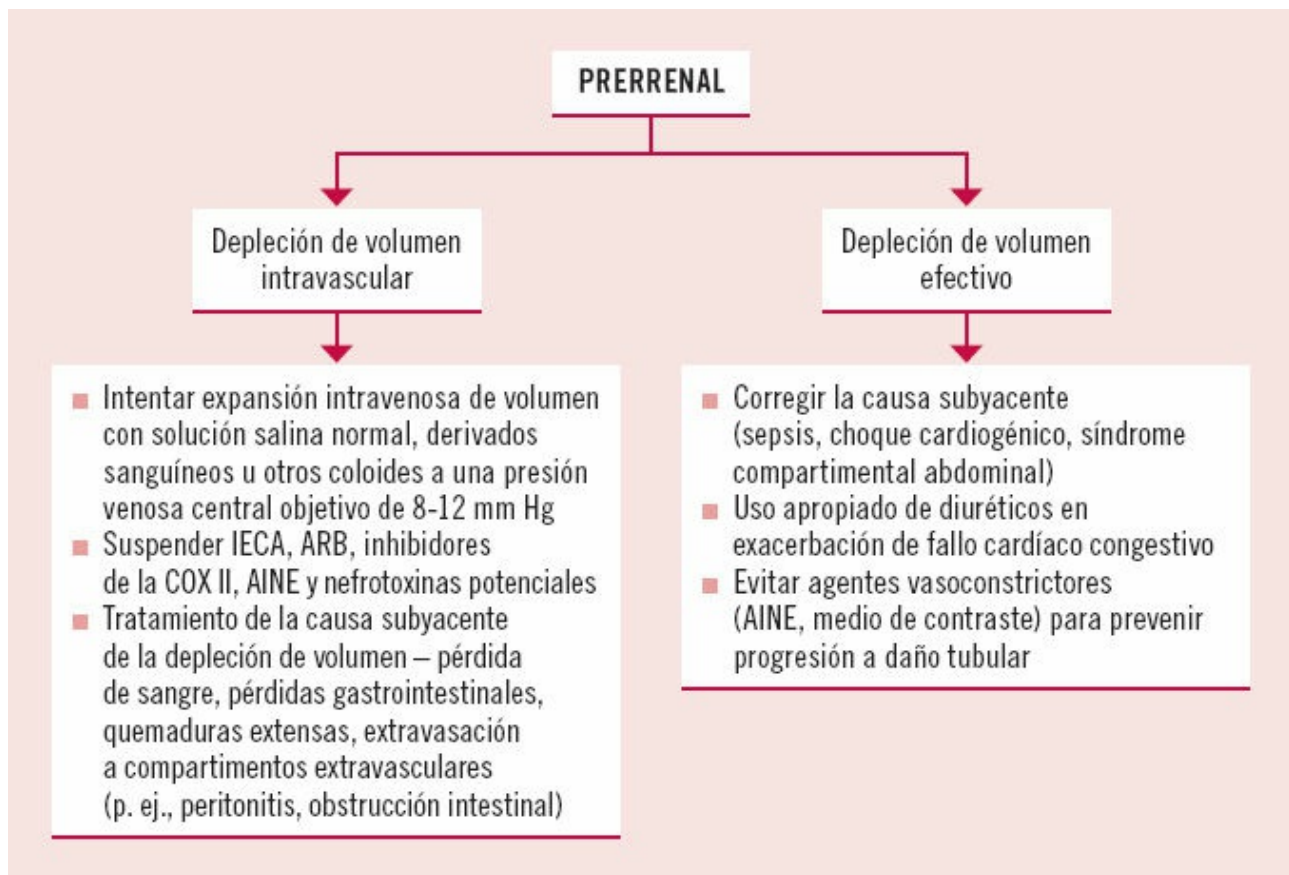 PRERRENAL
Depleción de volumen
intravascular
Depleción de volumen
efectivo
■ Intentar expansión intravenosa de volumen
con solución salina normal, derivados
sanguíneos u otros coloides a una presión
venosa central objetivo de 8-12 mm Hg
■ Suspender IECA, ARB, inhibidores
de la COX II, AINE y nefrotoxinas potenciales
■ Tratamiento de la causa subyacente
de la depleción de volumen – pérdida
de sangre, pérdidas gastrointestinales,
quemaduras extensas, extravasación
a compartimentos extravasculares
(p. ej., peritonitis, obstrucción intestinal)
■ Corregir la causa subyacente
(sepsis, choque cardiogénico, síndrome
compartimental abdominal)
■ Uso apropiado de diuréticos en
exacerbación de fallo cardíaco congestivo
■ Evitar agentes vasoconstrictores
(AINE, medio de contraste) para prevenir
progresión a daño tubular